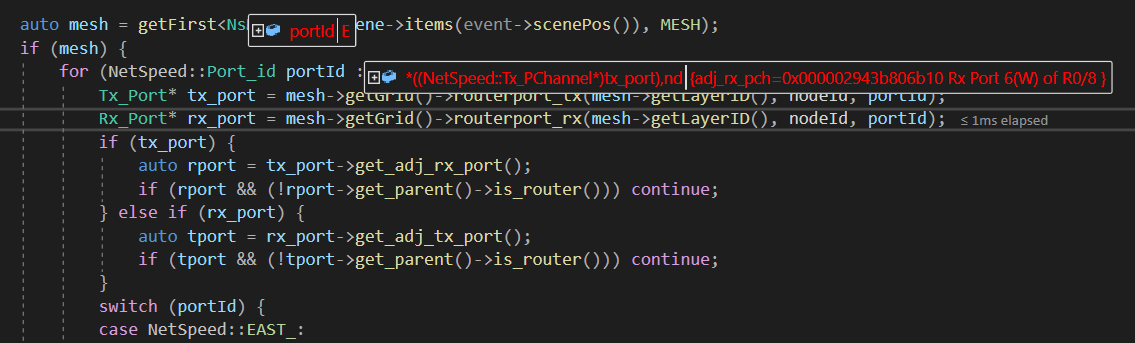 auto mesh = getFirst<Ns ene->items(event->scenePos()), MESH);
portId E
if (mesh) {
for (NetSpeed::Port_id portId :
*((NetSpeed::Tx_PChannel*)tx_port),nd {adj_rx_pch=0x000002943b806b10 Rx Port 6(W) of R0/8 }
Tx_Port* tx_port = mesh->getGrid()->routerport_tx(mesh->getLayerID(), nodeId, portId);
Rx_Port* rx_port = mesh->getGrid()->routerport_rx(mesh->getLayerID(), nodeId, portId); ≤ 1ms elapsed
if (tx_port) {
auto rport = tx_port->get_adj_rx_port();
if (rport && (!rport->get_parent()->is_router())) continue;
} else if (rx_port) {
auto tport = rx_port->get_adj_tx_port();
if (tport && (!tport->get_parent()->is_router())) continue;
}
switch (portId) {
case NetSpeed::EAST_: